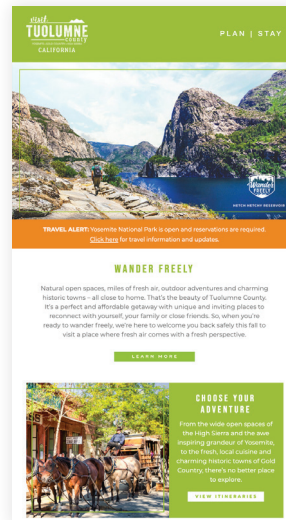 visit
TUOLUMNE
county
CALIFORNIA
PLAN | STAY
Wander
Freely
HETCH HETCHY RESERVOIR
TRAVEL ALERT: Yosemite National Park is open and reservations are required.
Click here for travel information and updates.
WANDER FREELY
Natural open spaces, miles of fresh air, outdoor adventures and charming
historic towns – all close to home. That's the beauty of Tuolumne County.
It's a perfect and affordable getaway with unique and inviting places to
reconnect with yourself, your family or close friends. So, when you're
ready to wander freely, we're here to welcome you back safely this fall to
visit a place where fresh air comes with a fresh perspective.
LEARN MORE
CHOOSE YOUR
ADVENTURE
From the wide open spaces of
the High Sierra and the awe
inspiring grandeur of Yosemite,
to the fresh, local cuisine and
charming historic towns of Gold
Country, there's no better place
to explore.
VIEW ITINERARIES